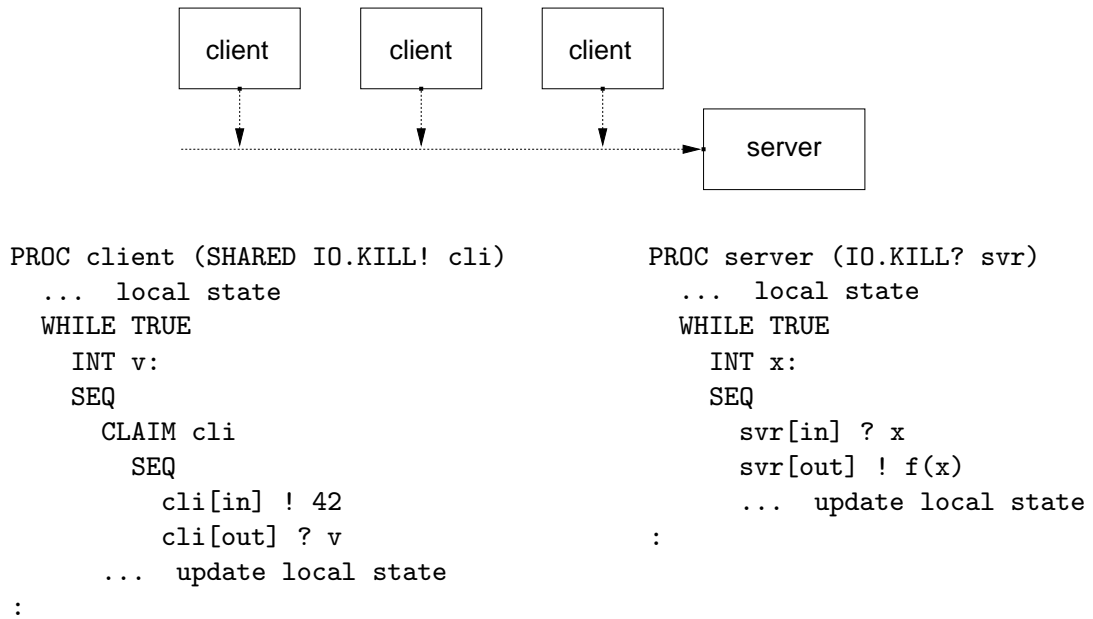 client
client
client
server
PROC client (SHARED IO.KILL! cli)
  ... local state
  WHILE TRUE
    INT v:
    SEQ
      CLAIM cli
        SEQ
          cli[in] ! 42
          cli[out] ? v
      ... update local state
:
PROC server (IO.KILL? svr)
  ... local state
  WHILE TRUE
    INT x:
    SEQ
      svr[in] ? x
      svr[out] ! f(x)
      ... update local state
: